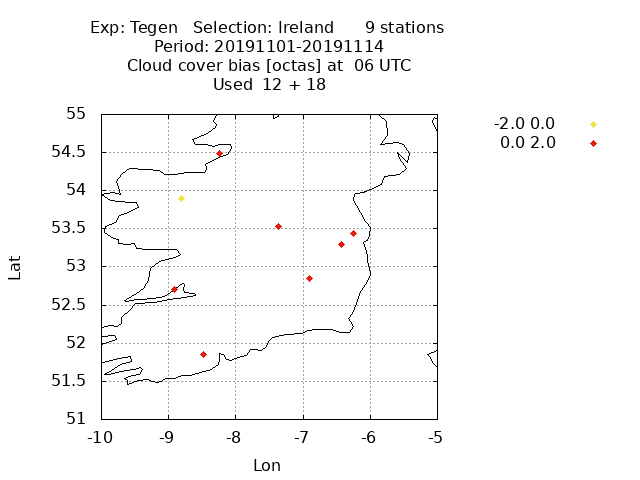 Exp: Tegen   Selection: Ireland      9 stations
Period: 20191101-20191114
Cloud cover bias [octas] at  06 UTC
Used  12 + 18
-2.0 0.0
0.0 2.0
55
54.5
54
53.5
53
52.5
52
51.5
51
Lat
-10 -9 -8 -7 -6 -5
Lon